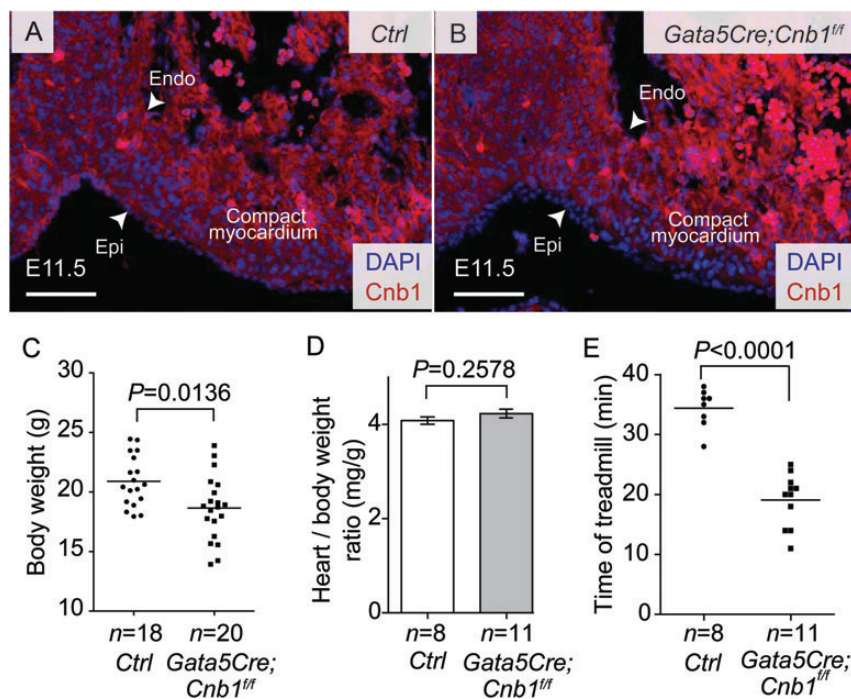 A
Ctrl
Endo
Epi
Compact
myocardium
E11.5
DAPI
Cnb1
B
Gata5Cre;Cnb1f/f
Endo
Epi
Compact
myocardium
E11.5
DAPI
Cnb1
C
P=0.0136
Body weight (g)
30
25
20
15
10
n=18
n=20
Ctrl
Gata5Cre;
Cnb1f/f
D
P=0.2578
Heart / body weight
ratio (mg/g)
4
2
0
n=8
n=11
Ctrl
Gata5Cre;
Cnb1f/f
E
P<0.0001
Time of treadmill (min)
40
30
20
10
0
n=8
n=11
Ctrl
Gata5Cre;
Cnb1f/f